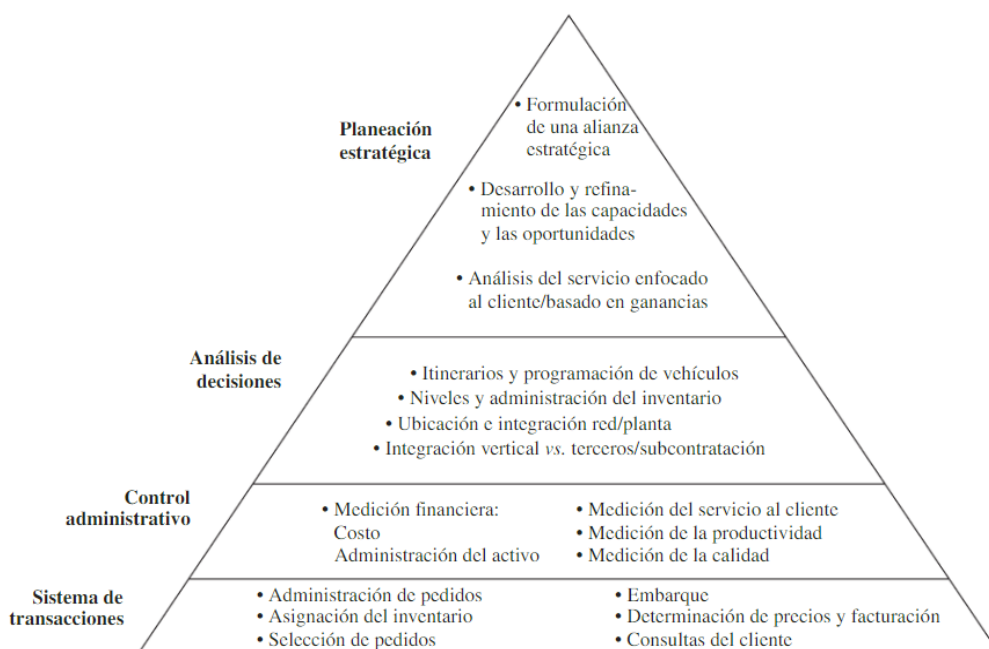 Planeación
estratégica
• Formulación
de una alianza
estratégica
• Desarrollo y refina-
miento de las capacidades
y las oportunidades
• Análisis del servicio enfocado
al cliente/basado en ganancias
Análisis de
decisiones
• Itinerarios y programación de vehículos
• Niveles y administración del inventario
• Ubicación e integración red/planta
• Integración vertical vs. terceros/subcontratación
Control
administrativo
• Medición financiera:
Costo
Administración del activo
• Medición del servicio al cliente
• Medición de la productividad
• Medición de la calidad
Sistema de
transacciones
• Administración de pedidos
• Asignación del inventario
• Selección de pedidos
• Embarque
• Determinación de precios y facturación
• Consultas del cliente